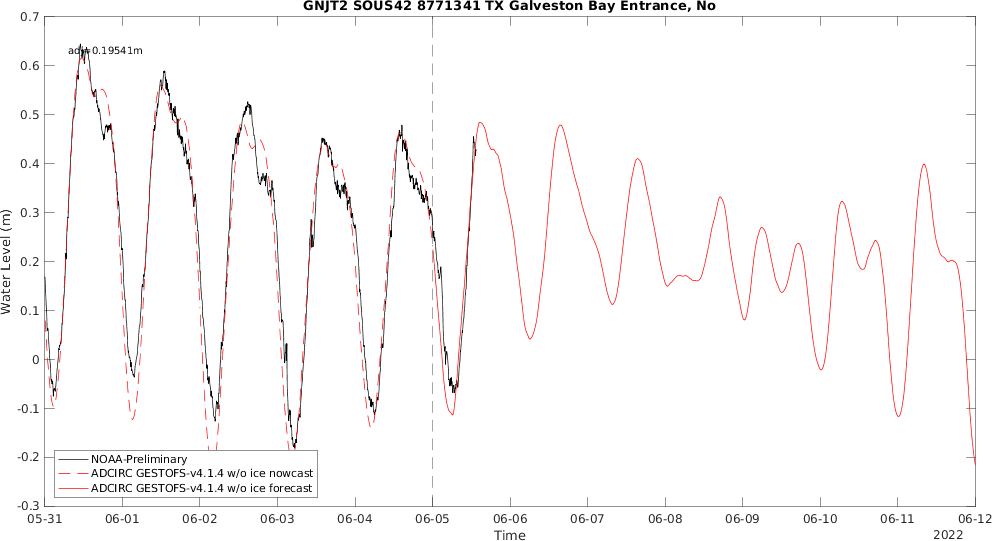 GNJT2 SOUS42 8771341 TX Galveston Bay Entrance, No
0.7
0.6
0.5
0.4
0.3
0.2
0.1
0
-0.1
-0.2
-0.3
Water Level (m)
adj=0.19541m
NOAA-Preliminary
ADCIRC GESTOFS-v4.1.4 w/o ice nowcast
ADCIRC GESTOFS-v4.1.4 w/o ice forecast
05-31 06-01 06-02 06-03 06-04 06-05 06-06 06-07 06-08 06-09 06-10 06-11 06-12
Time
2022